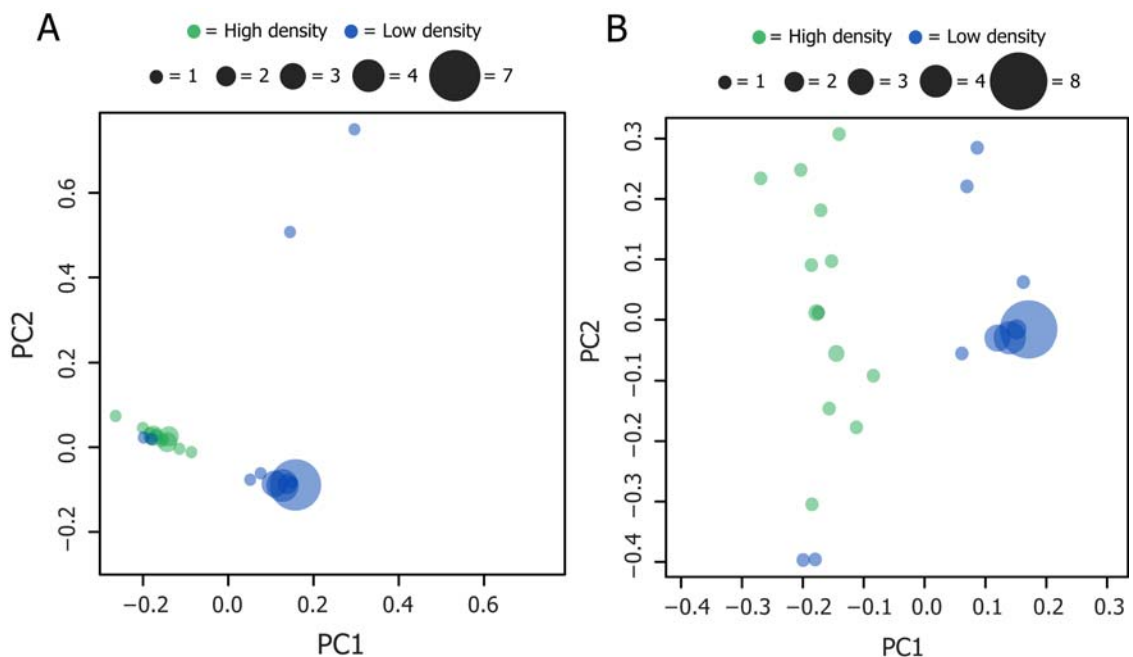 A
= High density = Low density
= 1 = 2 = 3 = 4 = 7
PC2
0.6
0.4
0.2
0.0
−0.2
−0.2 0.0 0.2 0.4 0.6
PC1
B
= High density = Low density
= 1 = 2 = 3 = 4 = 8
PC2
0.3
0.2
0.1
0.0
−0.1
−0.2
−0.3
−0.4
−0.4 −0.3 −0.2 −0.1 0.0 0.1 0.2 0.3
PC1